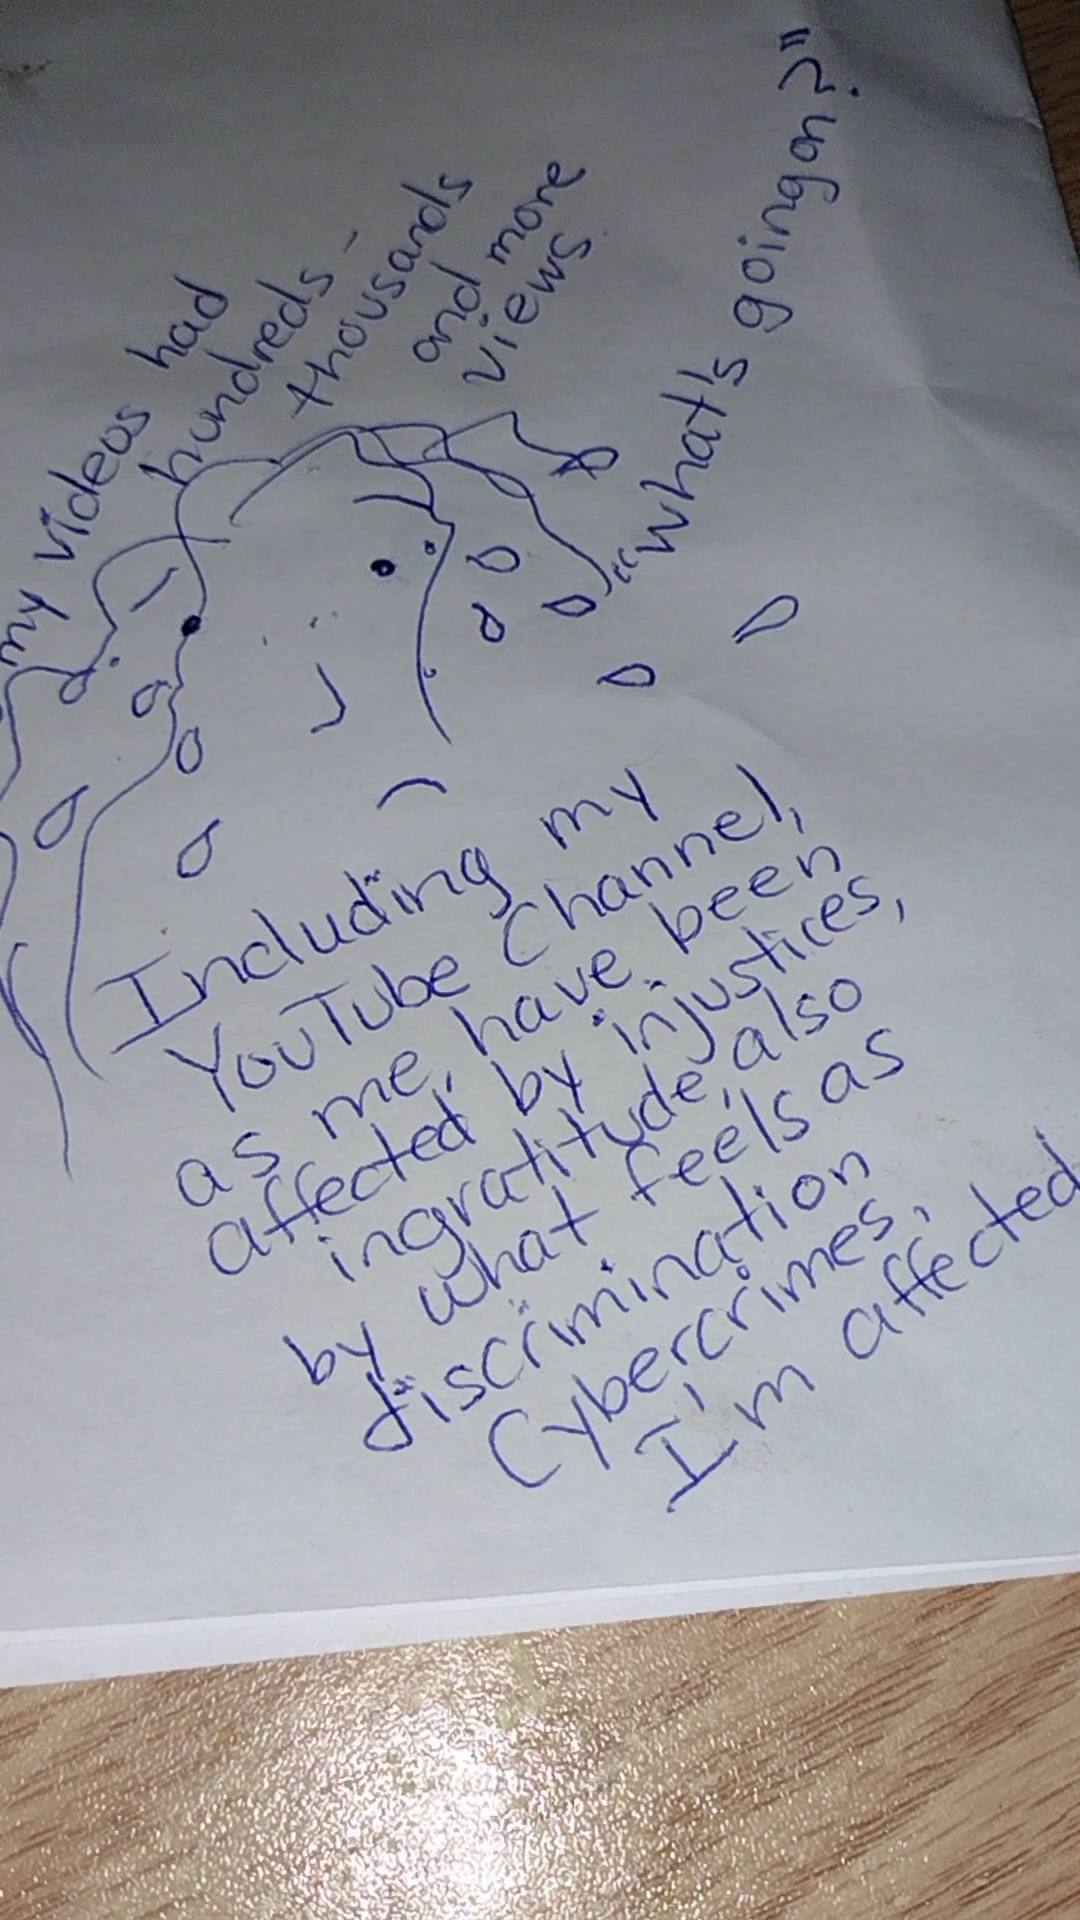 my videos had
hundreds-
thousands
and more
views
"what's going on?"
Including my
YouTube Channel,
as me, have been
affected by injustices,
ingratitude, also
by what feels as
discrimination
Cybercrimes,
I'm affected